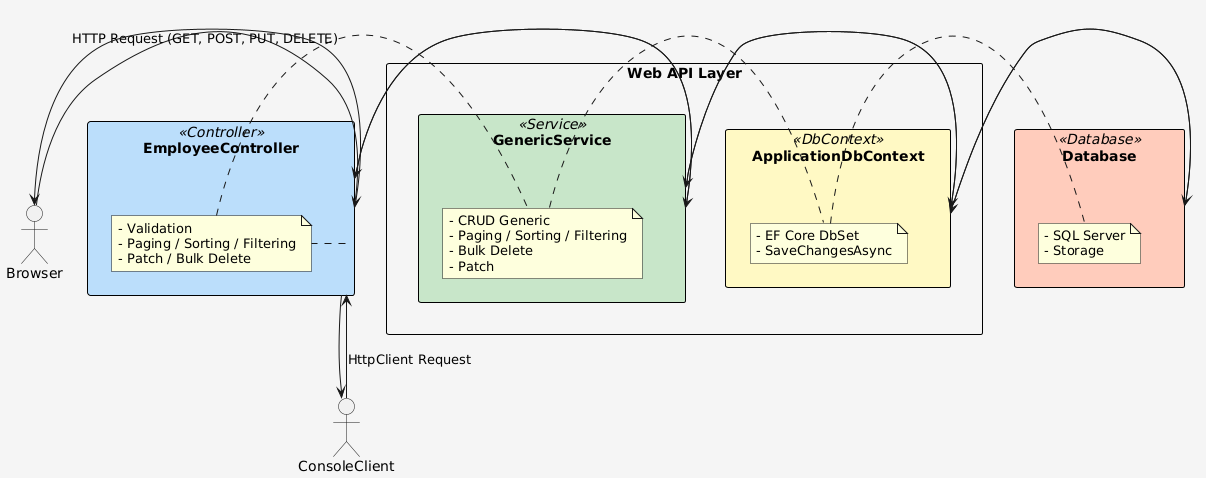 HTTP Request (GET, POST, PUT, DELETE)
Web API Layer
«Controller»
EmployeeController
- Validation
- Paging / Sorting / Filtering
- Patch / Bulk Delete
«Service»
GenericService
- CRUD Generic
- Paging / Sorting / Filtering
- Bulk Delete
- Patch
«DbContext»
ApplicationDbContext
- EF Core DbSet
- SaveChangesAsync
«Database»
Database
- SQL Server
- Storage
Browser
HttpClient Request
ConsoleClient